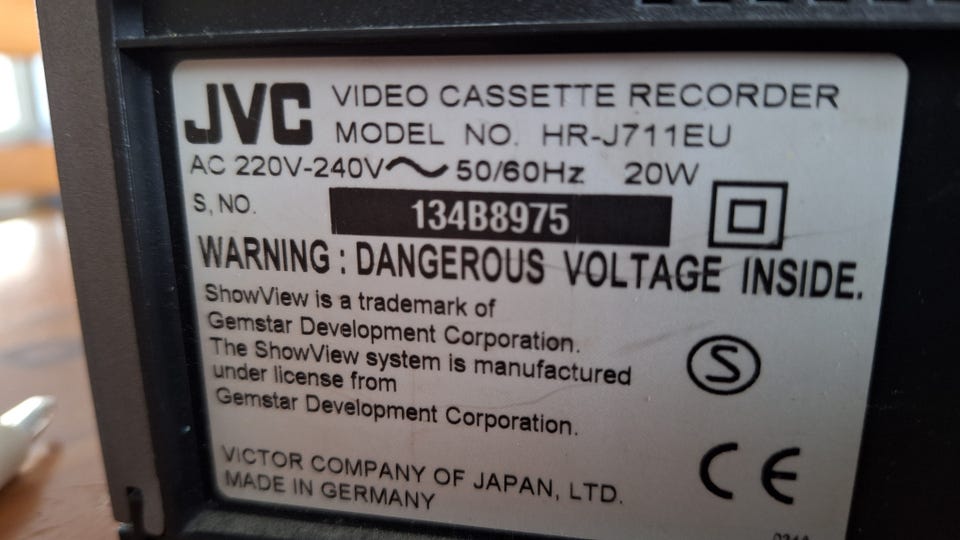 JVC VIDEO CASSETTE RECORDER
MODEL NO. HR-J711EU
AC 220V-240V~ 50/60Hz 20W
S, NO. 134B8975
WARNING : DANGEROUS VOLTAGE INSIDE.
ShowView is a trademark of
Gemstar Development Corporation.
The ShowView system is manufactured
under license from
Gemstar Development Corporation.
S
VICTOR COMPANY OF JAPAN, LTD.
MADE IN GERMANY
CE